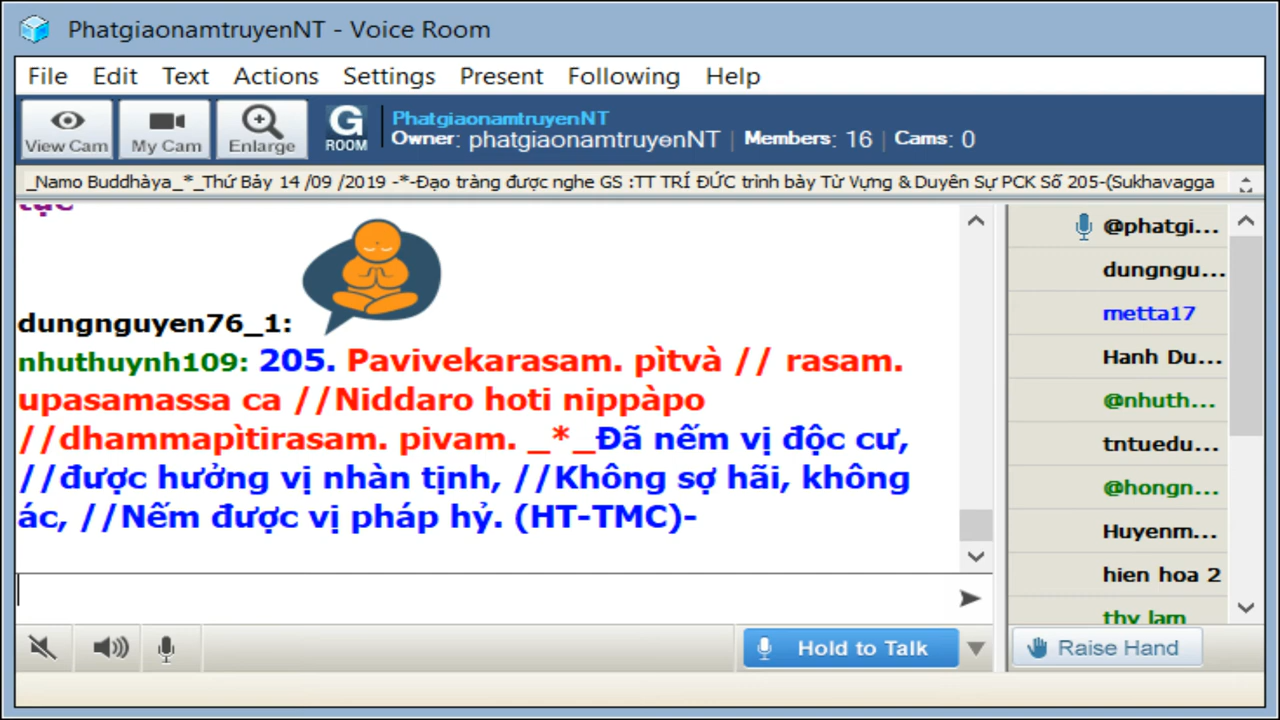 PhatgiaonamtruyenNT - Voice Room
File Edit Text Actions Settings Present Following Help
View Cam My Cam Enlarge G ROOM
PhatgiaonamtruyenNT
Owner: phatgiaonamtruyenNT | Members: 16 | Cams: 0
_Namo Buddhàya_*_Thứ Bảy 14 /09 /2019 -*-Đạo tràng được nghe GS :TT TRÍ ĐỨC trình bày Từ Vựng & Duyên Sự PCK Số 205-(Sukhavagga
tục
dungnguyen76_1:
nhuthuynh109: 205. Pavivekarasam. pìtvà // rasam.
upasamassa ca //Niddaro hoti nippàpo
//dhammapìtirasam. pivam. _*_Đã nếm vị độc cư,
//được hưởng vị nhàn tịnh, //Không sợ hãi, không
ác, //Nếm được vị pháp hỷ. (HT-TMC)-
@phatgi...
dungngu...
metta17
Hanh Du...
@nhuth...
tntuedu...
@hongn...
Huyenm...
hien hoa 2
thy lam
Hold to Talk
Raise Hand